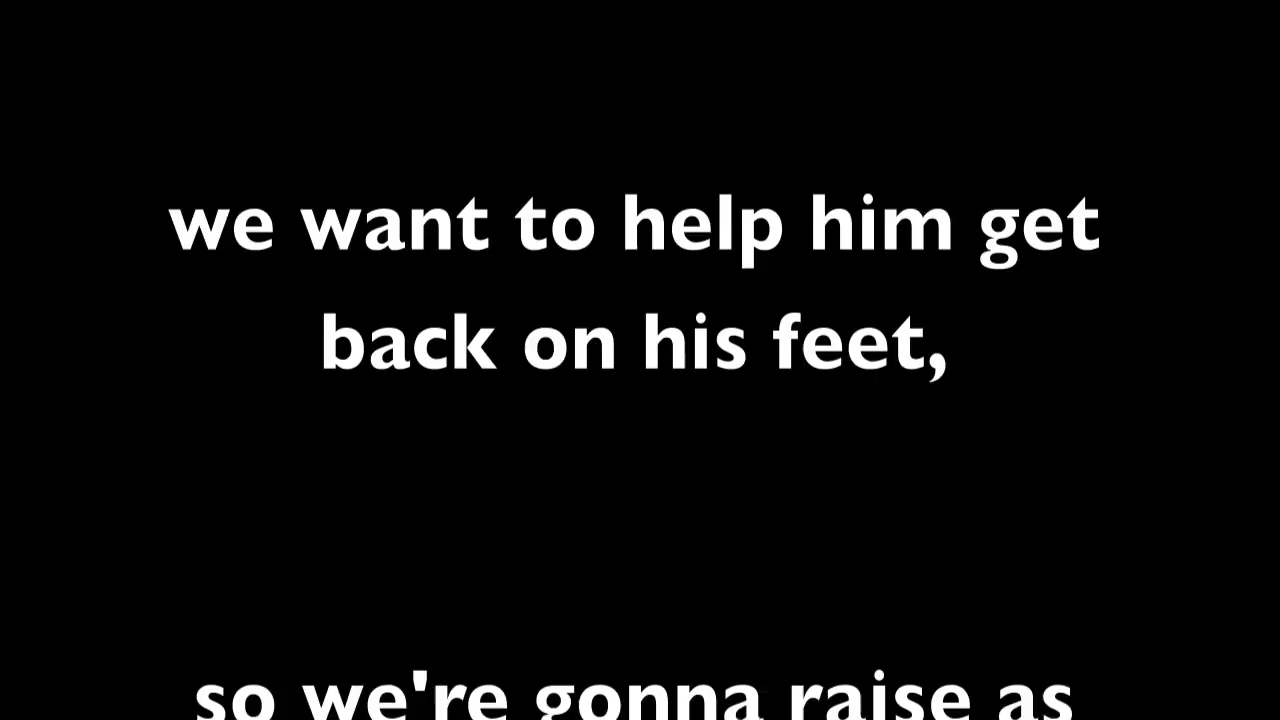 we want to help him get
back on his feet,
so we're gonna raise as